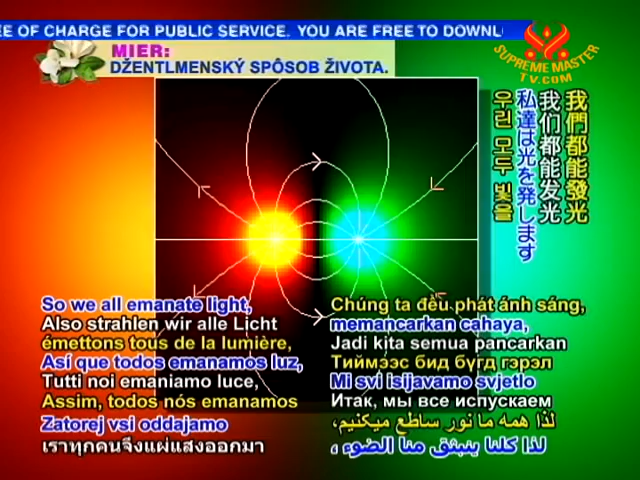 EE OF CHARGE FOR PUBLIC SERVICE. YOU ARE FREE TO DOWNL
MIER:
DŽENTLMENSKÝ SPÔSOB ŽIVOTA.
SUPREME MASTER
TV.COM
我們都能發光
我们都能发光
私達は光を発します
우린 모두 빛을
So we all emanate light,
Also strahlen wir alle Licht
émettons tous de la lumière,
Así que todos emanamos luz,
Tutti noi emaniamo luce,
Assim, todos nós emanamos
Zatorej vsi oddajamo
เราทุกคนจึงแผ่แสงออกมา
Chúng ta đều phát ánh sáng,
memancarkan cahaya,
Jadi kita semua pancarkan
Тиймээс бид бүгд гэрэл
Mi svi isijavamo svjetlo
Итак, мы все испускаем
لذا همه ما نور ساطع میکنیم،
لذا كلنا ينبثق منا الضوء ،